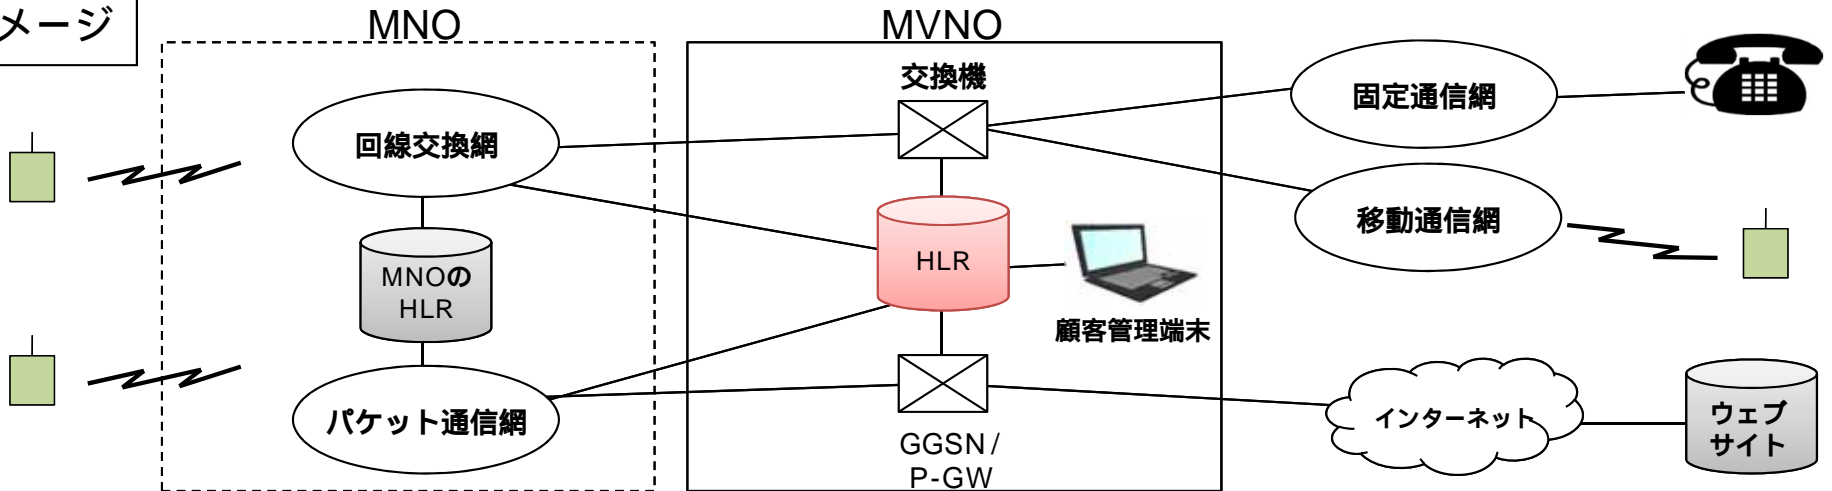 メージ
MNO
MVNO
交換機
回線交換網
固定通信網
移動通信網
MNOの
HLR
HLR
顧客管理端末
パケット通信網
GGSN/
P-GW
インターネット
ウェブ
サイト